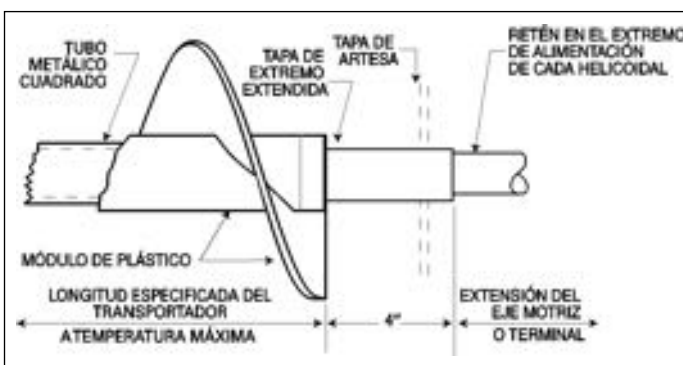 TUBO
METÁLICO
CUADRADO
TAPA DE
EXTREMO
EXTENDIDA
TAPA DE
ARTESA
RETÉN EN EL EXTREMO
DE ALIMENTACIÓN
DE CADA HELICOIDAL
MÓDULO DE PLÁSTICO
LONGITUD ESPECIFICADA DEL
TRANSPORTADOR
A TEMPERATURA MÁXIMA
4"
EXTENSIÓN DEL
EJE MOTRIZ
O TERMINAL